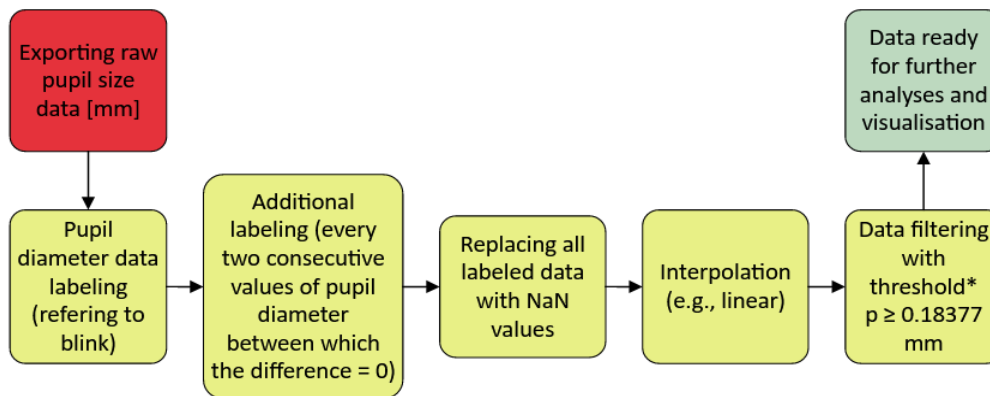 Exporting raw
pupil size
data [mm]
Data ready
for further
analyses and
visualisation
Pupil
diameter data
labeling
(refering to
blink)
Additional
labeling (every
two consecutive
values of pupil
diameter
between which
the difference = 0)
Replacing all
labeled data
with NaN
values
Interpolation
(e.g., linear)
Data filtering
with
threshold*
p ≥ 0.18377
mm